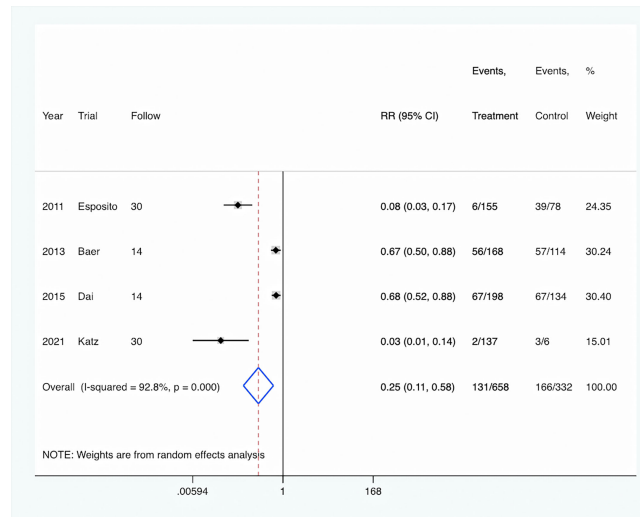 Events, Events, %
Year Trial Follow RR (95% CI) Treatment Control Weight
2011 Esposito 30 0.08 (0.03, 0.17) 6/155 39/78 24.35
2013 Baer 14 0.67 (0.50, 0.88) 56/168 57/114 30.24
2015 Dai 14 0.68 (0.52, 0.88) 67/198 67/134 30.40
2021 Katz 30 0.03 (0.01, 0.14) 2/137 3/6 15.01
Overall (I-squared = 92.8%, p = 0.000) 0.25 (0.11, 0.58) 131/658 166/332 100.00
NOTE: Weights are from random effects analysis
.00594 1 168